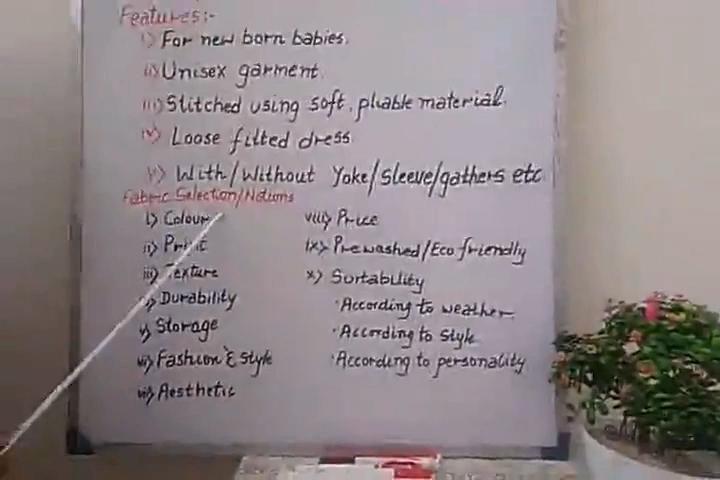 Features:-
i) For new born babies.
ii) Unisex garment.
iii) Stitched using soft, pliable material.
iv) Loose fitted dress
v) With/Without Yoke/Sleeve/gathers etc
Fabric Selection/Notions
i) Colour
ii) Print
iii) Texture
iv) Durability
v) Storage
vi) Fashion & Style
vii) Aesthetic
viii) Price
ix) Prewashed/Eco friendly
x) Suitability
·According to weather
·According to style
·According to personality